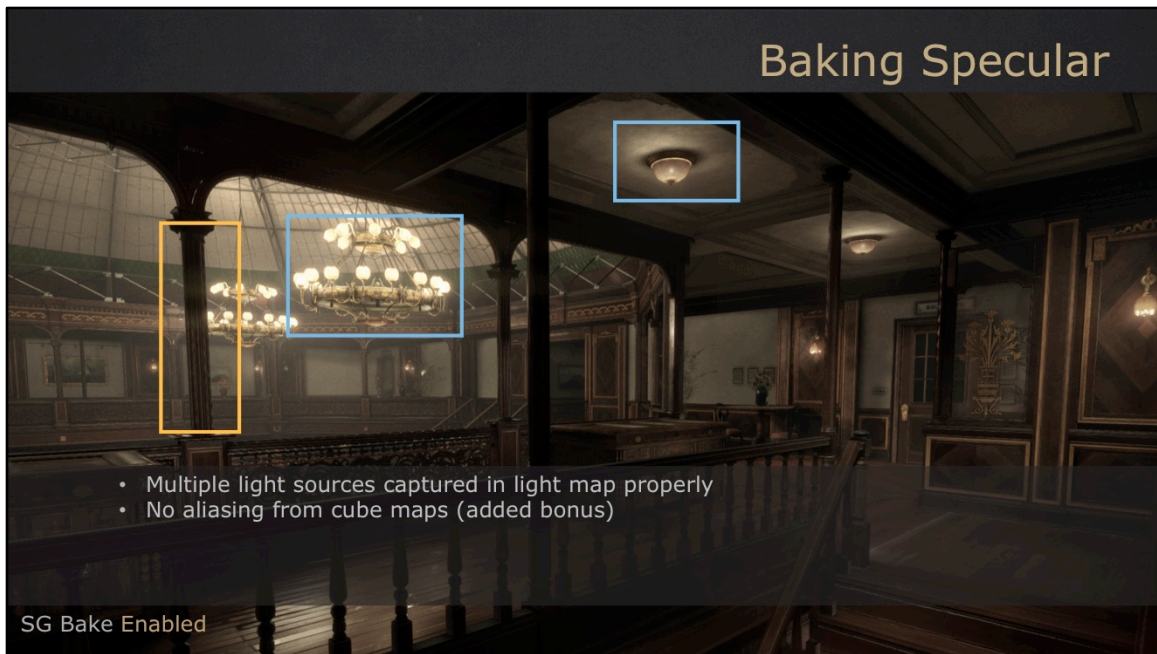 Baking Specular
• Multiple light sources captured in light map properly
• No aliasing from cube maps (added bonus)
SG Bake Enabled